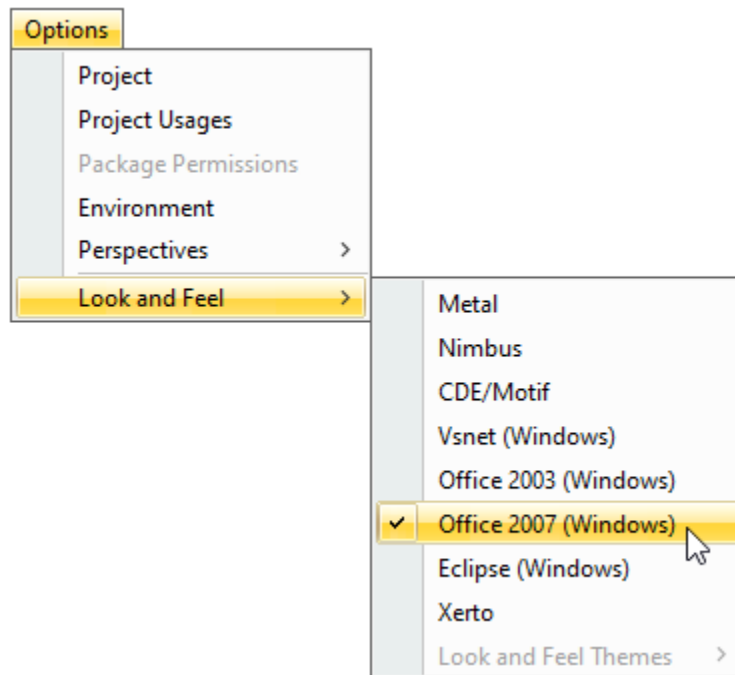 Options
Project
Project Usages
Package Permissions
Environment
Perspectives
Look and Feel
Metal
Nimbus
CDE/Motif
Vsnet (Windows)
Office 2003 (Windows)
Office 2007 (Windows)
Eclipse (Windows)
Xerto
Look and Feel Themes